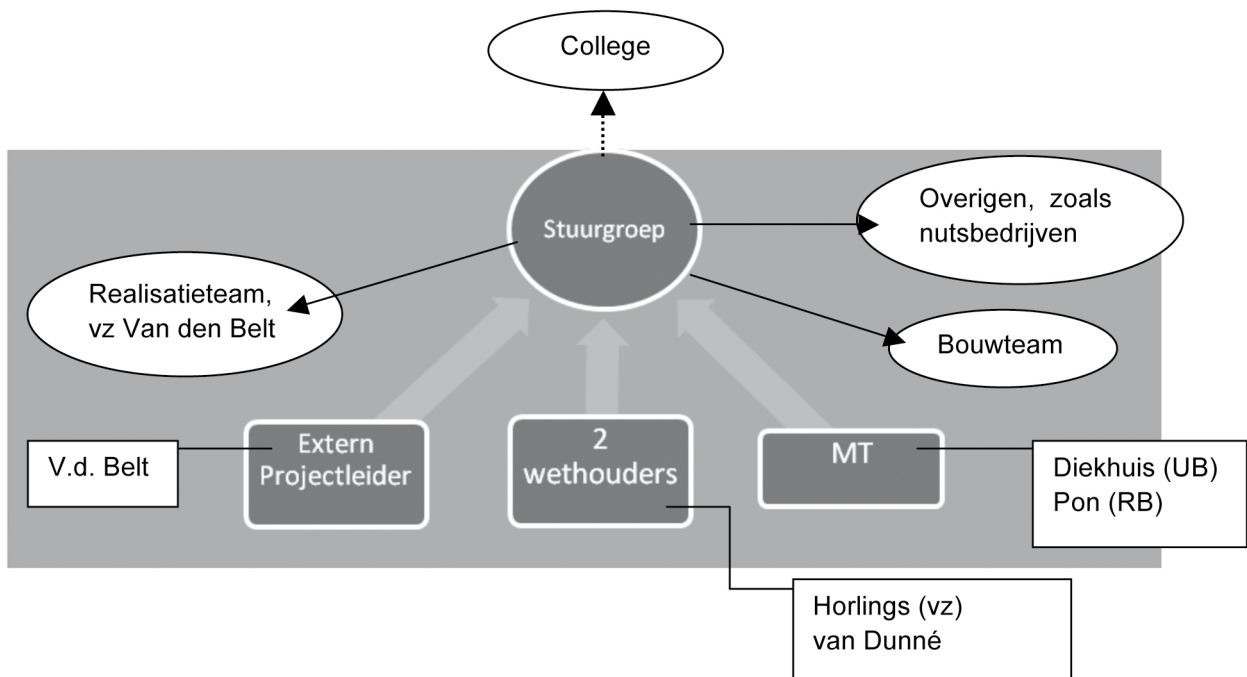 College
Stuurgroep
Overigen, zoals
nutsbedrijven
Realisatieteam,
vz Van den Belt
Bouwteam
V.d. Belt
Extern
Projectleider
2
wethouders
MT
Diekhuis (UB)
Pon (RB)
Horlings (vz)
van Dunné